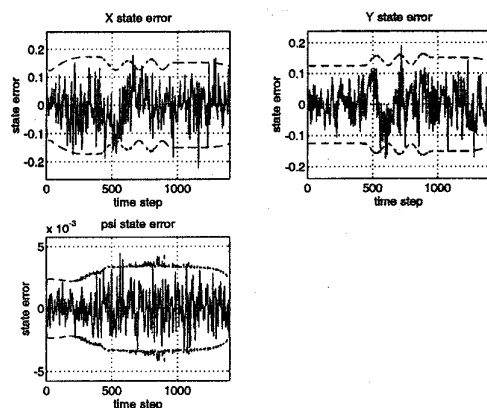 X state error
0.2
0.1
0
-0.1
-0.2
state error
0
500
1000
time step
Y state error
0.2
0.1
0
-0.1
-0.2
state error
0
500
1000
time step
x 10⁻³
psi state error
5
0
-5
state error
0
500
1000
time step